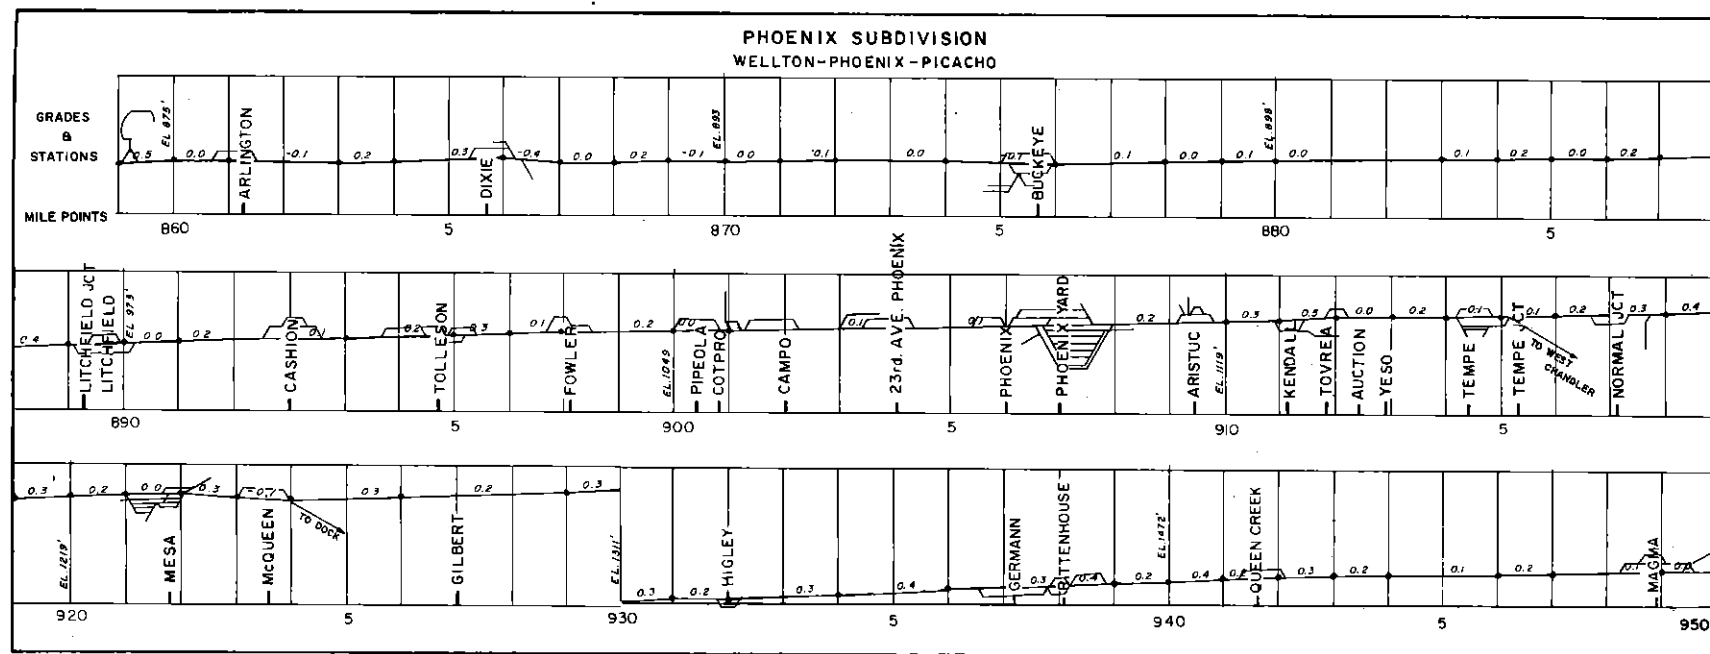 PHOENIX SUBDIVISION
WELLTON-PHOENIX-PICACHO
GRADES
&
STATIONS
MILE POINTS
0.5 EL 875' 0.0 ARLINGTON -0.1 0.2 0.3 DIXIE -0.4 0.0 0.2 -0.1 EL.893 0.0 -0.1 0.0 BUCKEYE 0.1 0.0 0.1 EL.898' 0.0 0.1 0.2 0.0 0.2
860 5 870 5 880 5
0.4 LITCHFIELD JCT LITCHFIELD EL 973' 0.0 0.2 CASHION 0.2 TOLLESON 0.3 0.1 FOWLER 0.2 EL.1049 0.0 PIPEOLA COTPRO CAMPO 0.1 23rd. AVE. PHOENIX PHOENIX PHOENIX YARD 0.2 ARISTUC EL.1119' 0.3 KENDALL 0.5 TOVREA 0.0 AUCTION YESO 0.2 0.1 TEMPE TEMPE JCT 0.1 TO WEST CHANDLER 0.2 NORMAL JCT 0.3 0.4
890 5 900 5 910 5
0.3 EL.1219' 0.2 0.0 MESA 0.3 -0.1 McQUEEN TO DOCK 0.3 GILBERT 0.2 0.3 EL.1311' 0.3 0.2 HIGLEY 0.3 0.4 GERMANN 0.3 RITTENHOUSE 0.4 0.2 EL.1472' 0.4 QUEEN CREEK 0.3 0.2 0.1 0.2 0.1 MAGMA 0.0
920 5 930 5 940 5 950